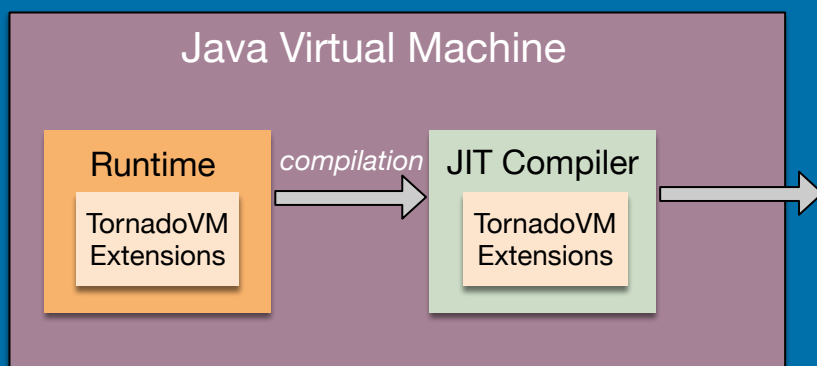 Java Virtual Machine
Runtime
compilation
JIT Compiler
TornadoVM
Extensions
TornadoVM
Extensions